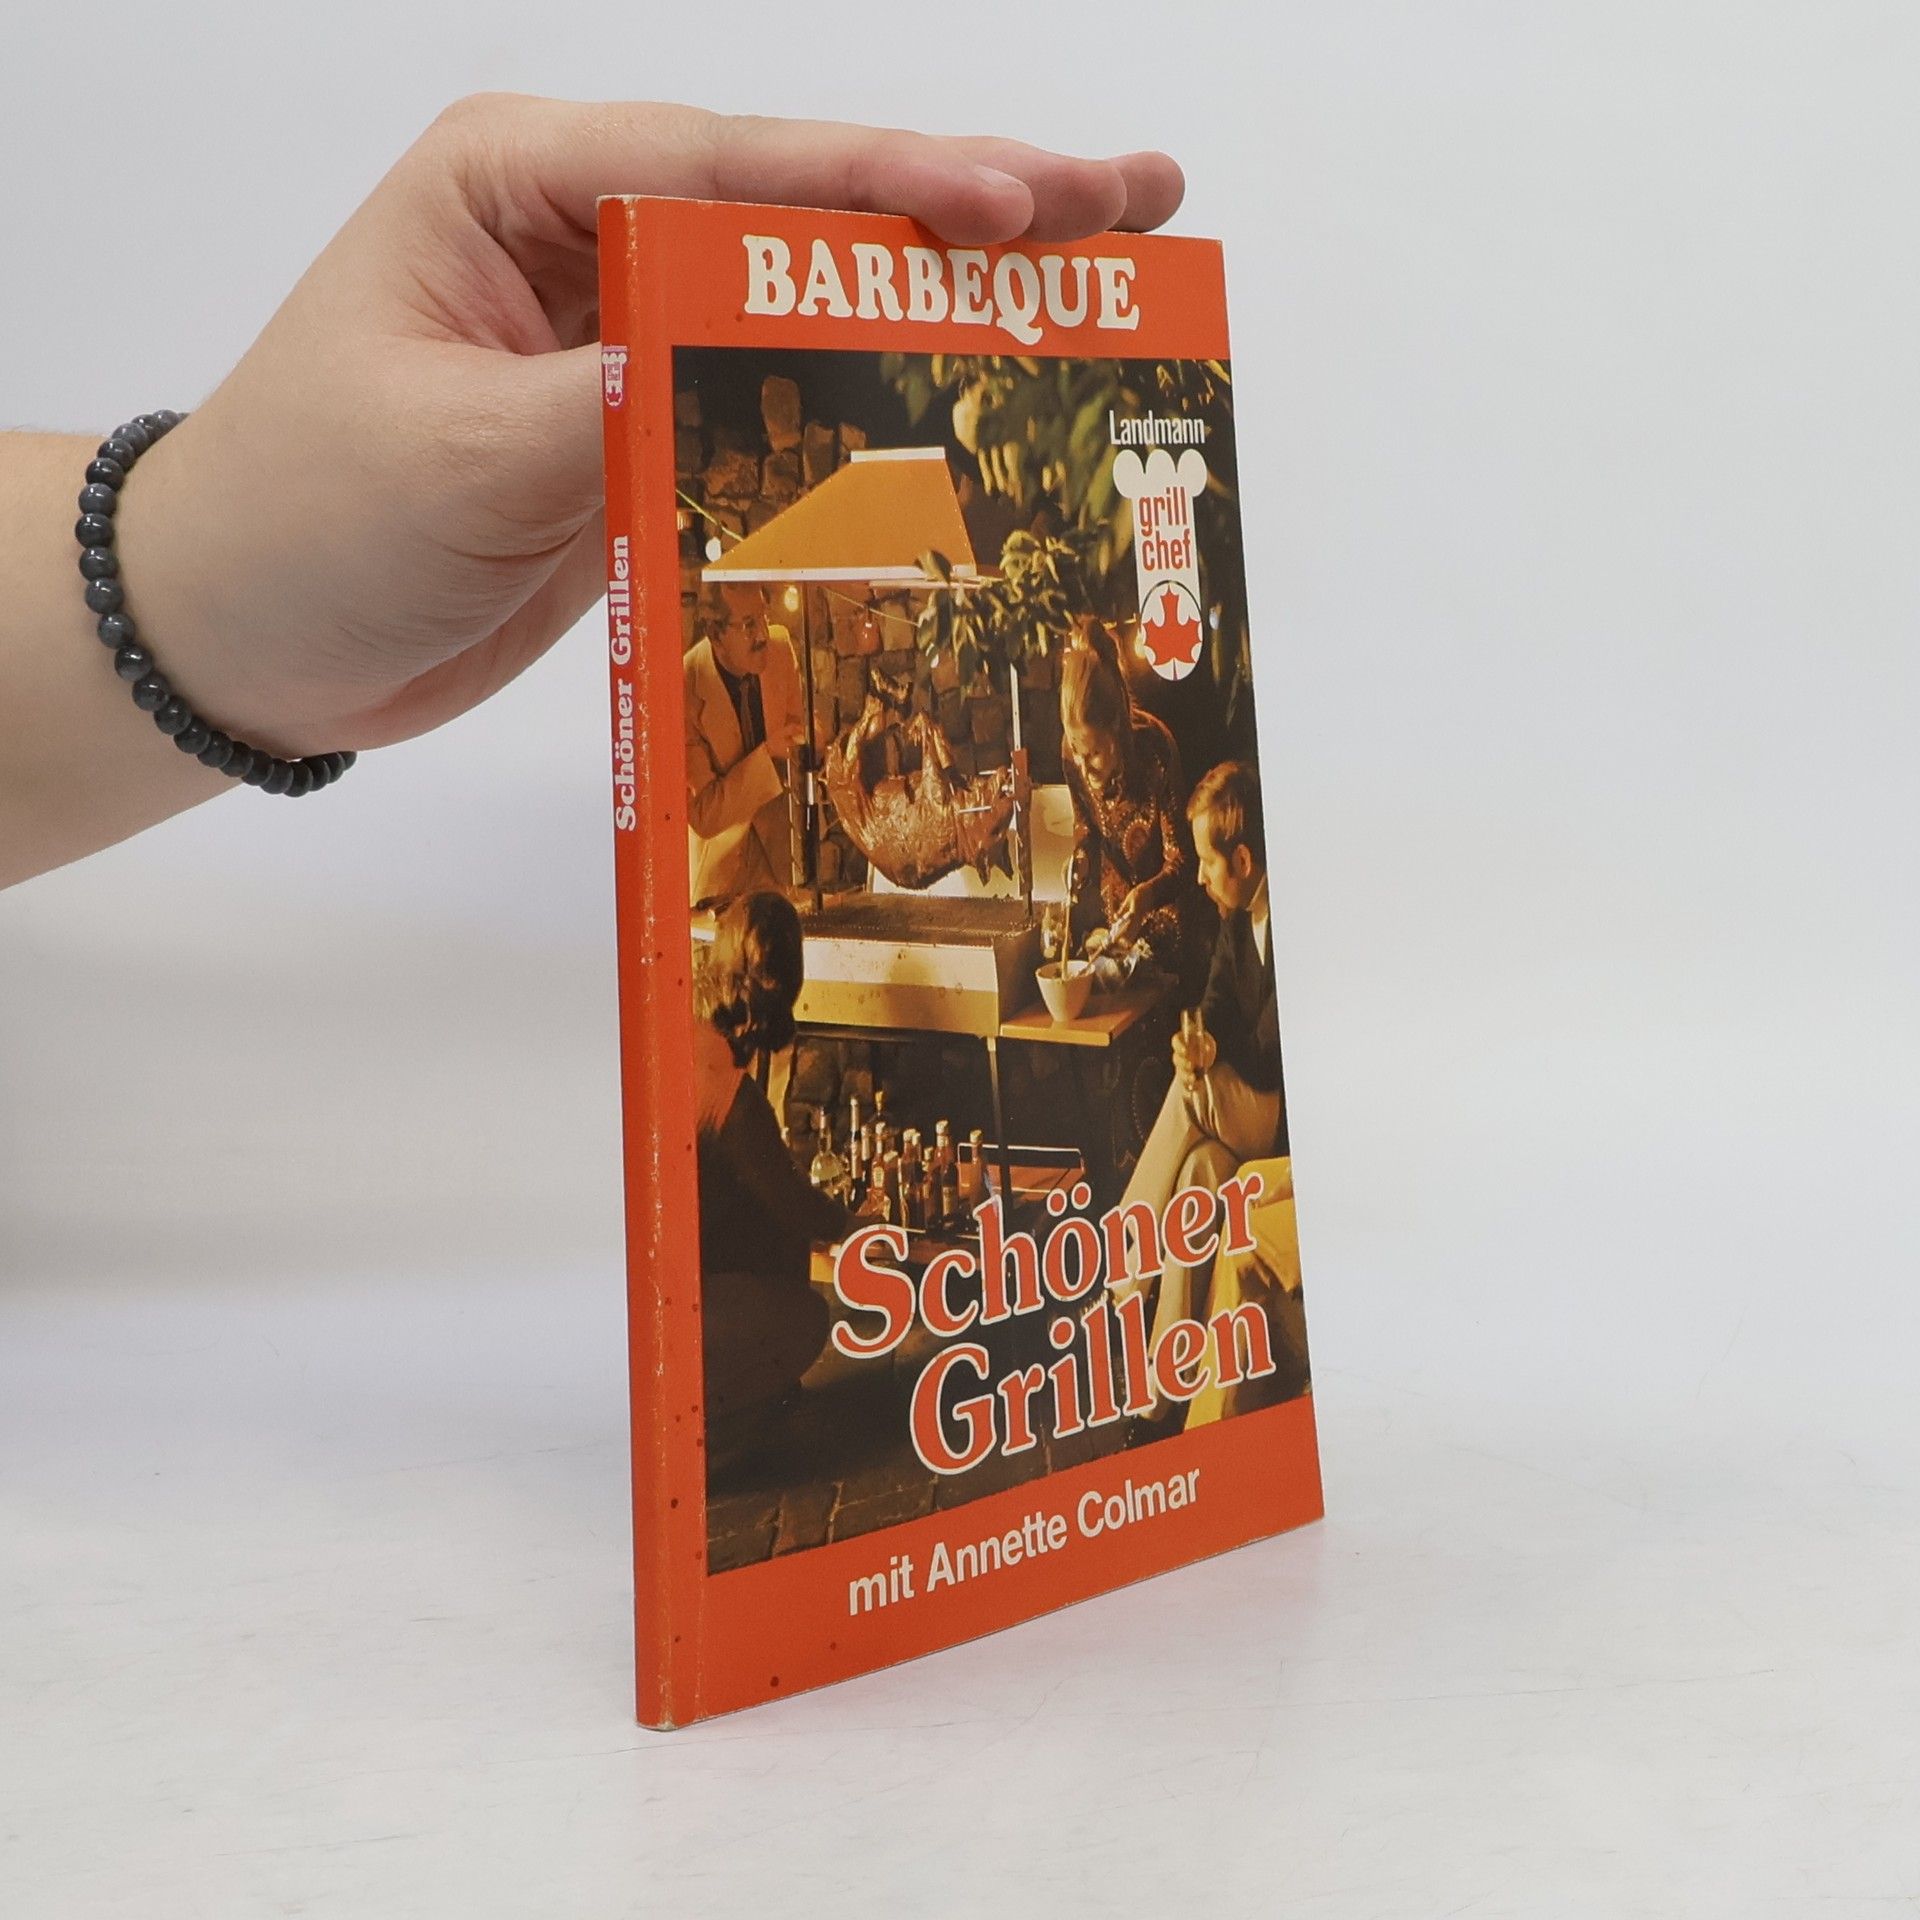 BARBEQUE
Landmann
grill
chef
Schöner
Grillen
mit Annette Colmar
Schöner Grillen